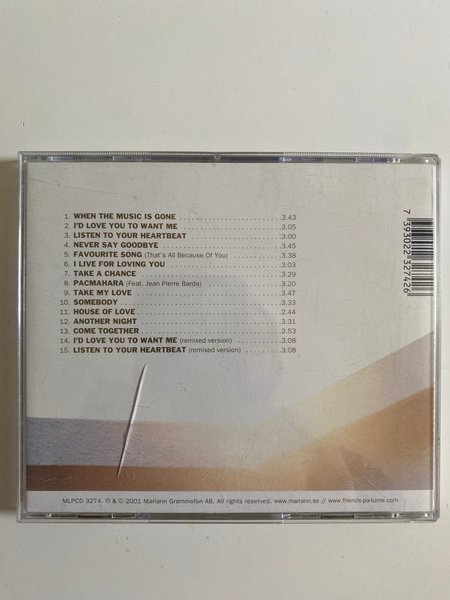 1. WHEN THE MUSIC IS GONE 3.43
2. I'D LOVE YOU TO WANT ME 3.05
3. LISTEN TO YOUR HEARTBEAT 3.00
4. NEVER SAY GOODBYE 3.45
5. FAVOURITE SONG (That's All Because Of You) 3.38
6. I LIVE FOR LOVING YOU 3.03
7. TAKE A CHANCE 3.29
8. PACMAHARA (Feat. Jean Pierre Barda) 3.20
9. TAKE MY LOVE 3.47
10. SOMEBODY 3.34
11. HOUSE OF LOVE 2.44
12. ANOTHER NIGHT 3.31
13. COME TOGETHER 2.53
14. I'D LOVE YOU TO WANT ME (remixed version) 3.08
15. LISTEN TO YOUR HEARTBEAT (remixed version) 3.08
7 393022 327426
MLPCD 3274. ℗ & © 2001 Mariann Grammofon AB. All rights reserved. www.mariann.se // www.friends-pa-turne.com